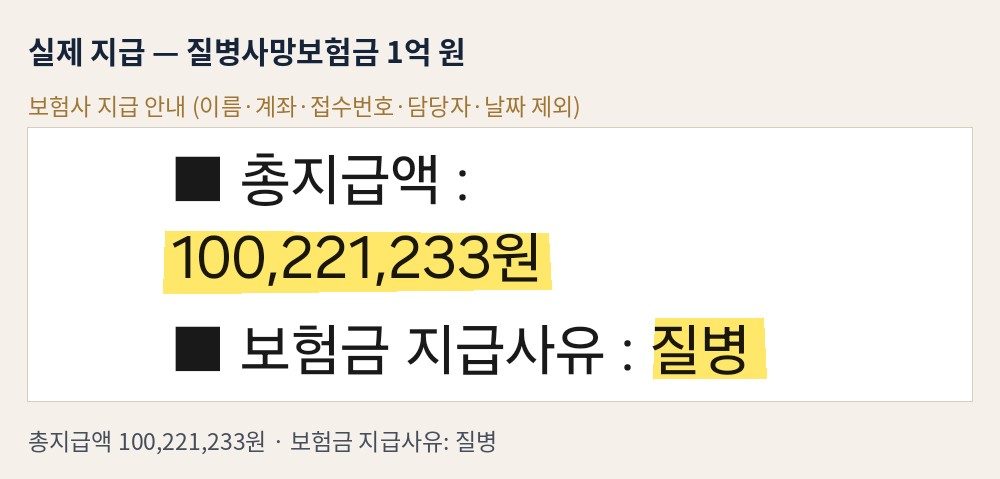 실제 지급 — 질병사망보험금 1억 원
보험사 지급 안내 (이름·계좌·접수번호·담당자·날짜 제외)
■ 총지급액 :
100,221,233원
■ 보험금 지급사유 : 질병
총지급액 100,221,233원 · 보험금 지급사유: 질병